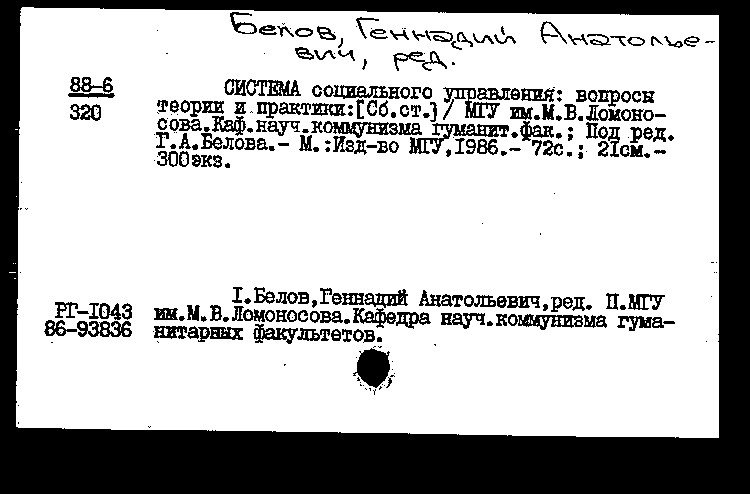 Белов, Геннадий Анатолье-
вич, ред.
88-6 СИСТЕМА социального управления: вопросы
320 теории и практики:[Сб.ст.]/ МГУ им.М.В.Ломоно-
сова.Каф.науч.коммунизма гуманит.фак.; Под ред.
Г.А.Белова.- М.:Изд-во МГУ,1986.- 72с.; 21см.-
300экз.
I.Белов,Геннадий Анатольевич,ред. П.МГУ
РГ-1043 им.М.В.Ломоносова.Кафедра науч.коммунизма гума-
86-93836 нитарных факультетов.